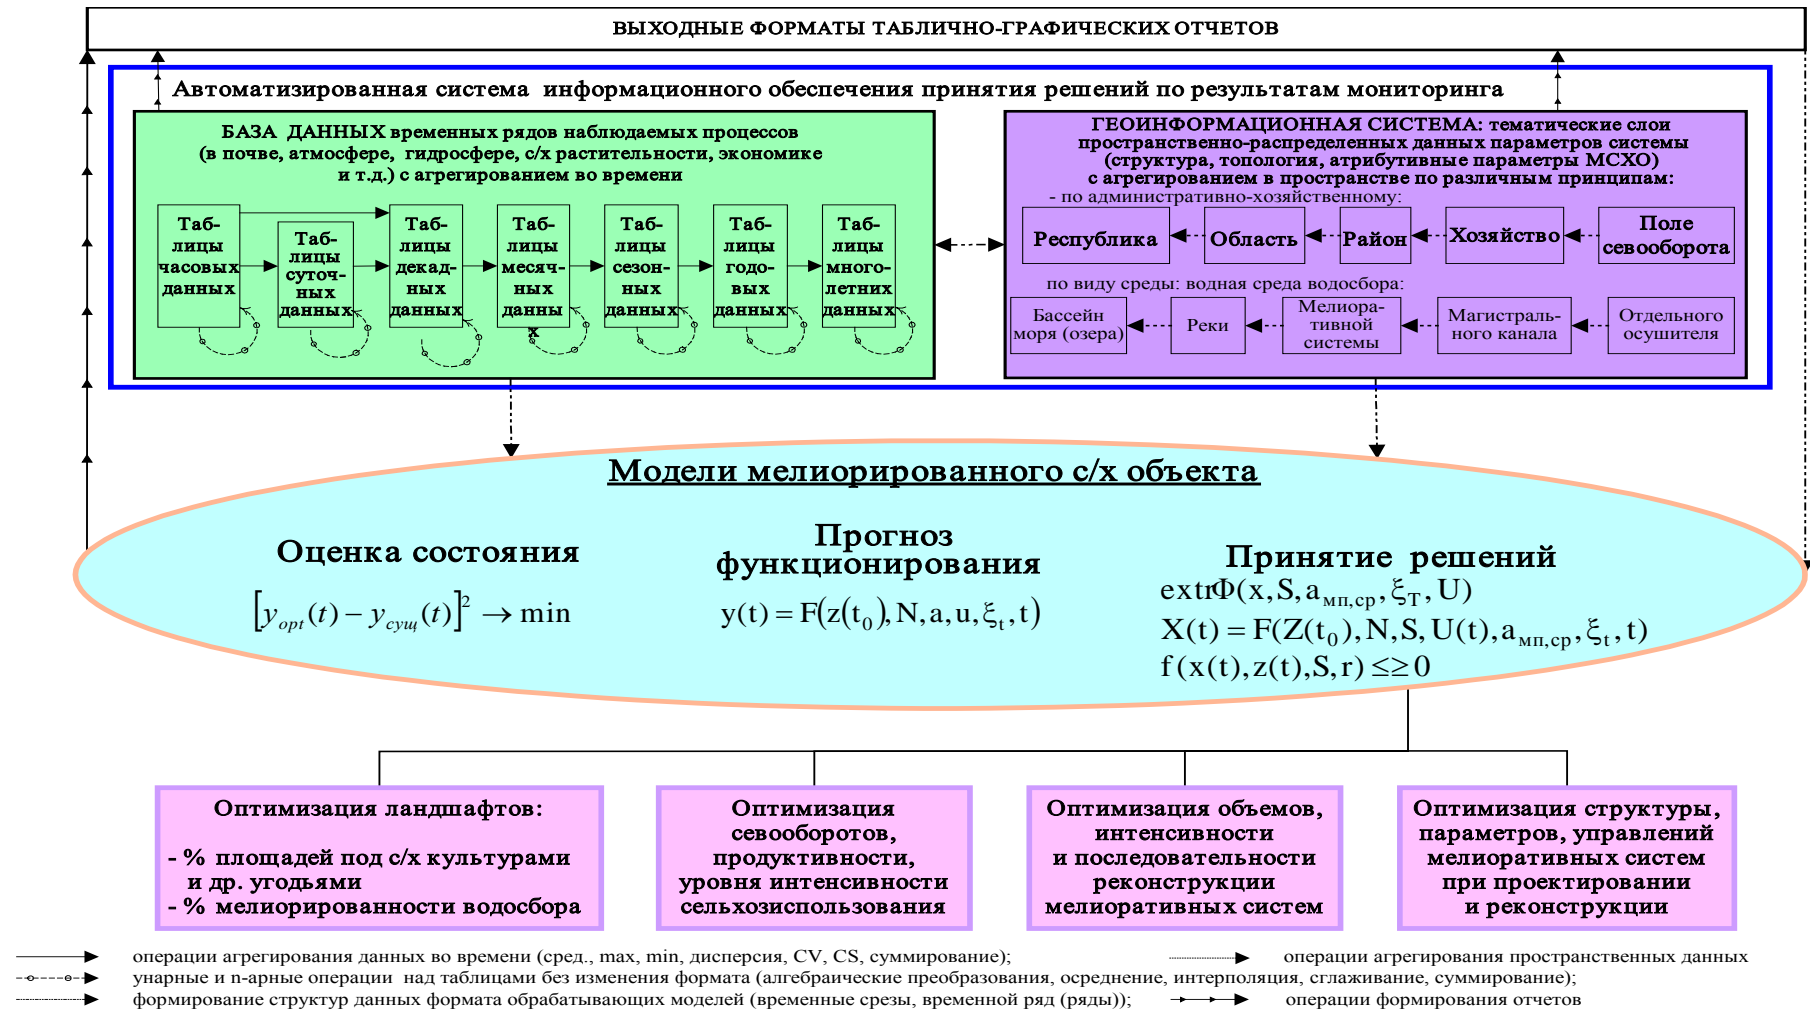 ВЫХОДНЫЕ ФОРМАТЫ ТАБЛИЧНО-ГРАФИЧЕСКИХ ОТЧЕТОВ
Автоматизированная система информационного обеспечения принятия решений по результатам мониторинга
БАЗА ДАННЫХ временных рядов наблюдаемых процессов
(в почве, атмосфере, гидросфере, с/х растительности, экономике
и т.д.) с агрегированием во времени
Таб-
лицы
часовых
данных
Таб-
лицы
суточ-
ных
данных
Таб-
лицы
декад-
ных
данных
Таб-
лицы
месяч-
ных
данны
х
Таб-
лицы
сезон-
ных
данных
Таб-
лицы
годо-
вых
данных
Таб-
лицы
много-
летних
данных
ГЕОИНФОРМАЦИОННАЯ СИСТЕМА: тематические слои
пространственно-распределенных данных параметров системы
(структура, топология, атрибутивные параметры МСХО)
с агрегированием в пространстве по различным принципам:
- по административно-хозяйственному:
Республика
Область
Район
Хозяйство
Поле
севооборота
по виду среды: водная среда водосбора:
Бассейн
моря (озера)
Реки
Мелиора-
тивной
системы
Магистраль-
ного канала
Отдельного
осушителя
Модели мелиорированного с/х объекта
Оценка состояния
[y_opt(t) − y_сущ(t)]² → min
Прогноз
функционирования
y(t) = F(z(t₀), N, a, u, ξ_t, t)
Принятие решений
extrΦ(x, S, a_мп,ср, ξ_T, U)
X(t) = F(Z(t₀), N, S, U(t), a_мп,ср, ξ_t, t)
f(x(t), z(t), S, r) ≤≥ 0
Оптимизация ландшафтов:
- % площадей под с/х культурами
и др. угодьями
- % мелиорированности водосбора
Оптимизация
севооборотов,
продуктивности,
уровня интенсивности
сельхозиспользования
Оптимизация объемов,
интенсивности
и последовательности
реконструкции
мелиоративных систем
Оптимизация структуры,
параметров, управлений
мелиоративных систем
при проектировании
и реконструкции
операции агрегирования данных во времени (сред., max, min, дисперсия, CV, CS, суммирование);
операции агрегирования пространственных данных
унарные и n-арные операции над таблицами без изменения формата (алгебраические преобразования, осреднение, интерполяция, сглаживание, суммирование);
формирование структур данных формата обрабатывающих моделей (временные срезы, временной ряд (ряды));
операции формирования отчетов